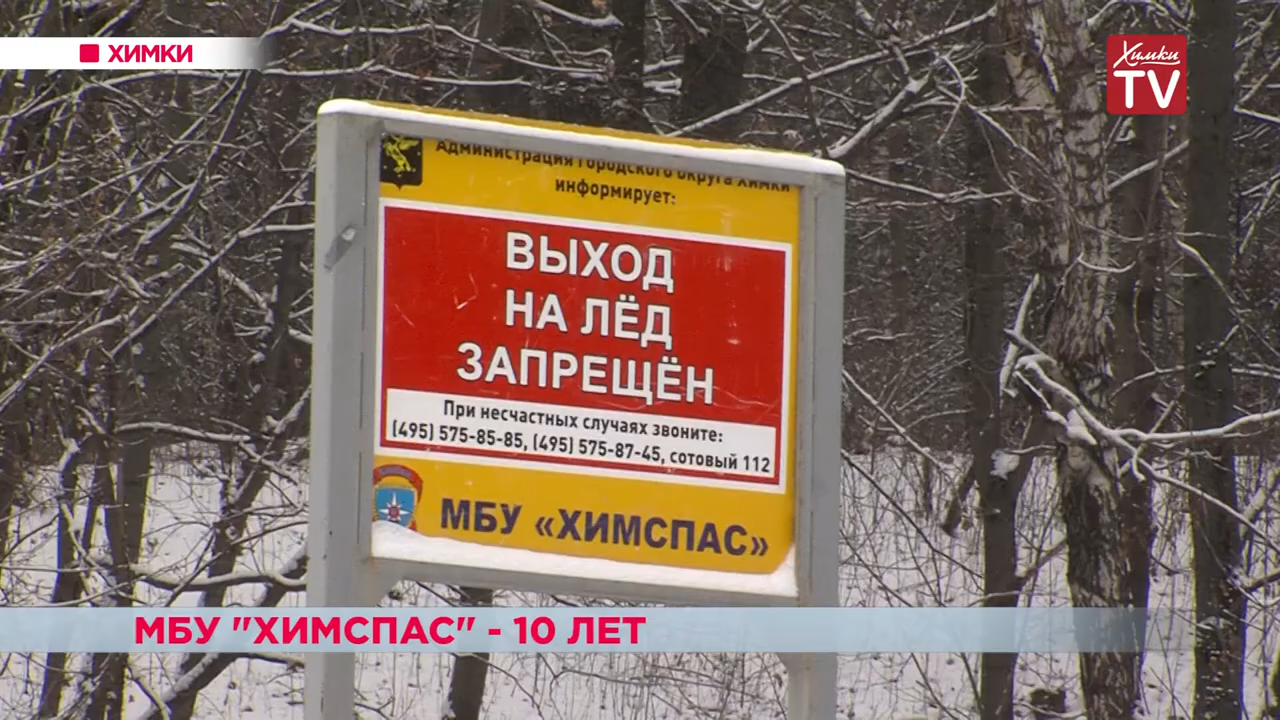 ХИМКИ
Химки
TV
Администрация городского округа Химки
информирует:
ВЫХОД
НА ЛЁД
ЗАПРЕЩЁН
При несчастных случаях звоните:
(495) 575-85-85, (495) 575-87-45, сотовый 112
МБУ «ХИМСПАС»
МБУ "ХИМСПАС" - 10 ЛЕТ